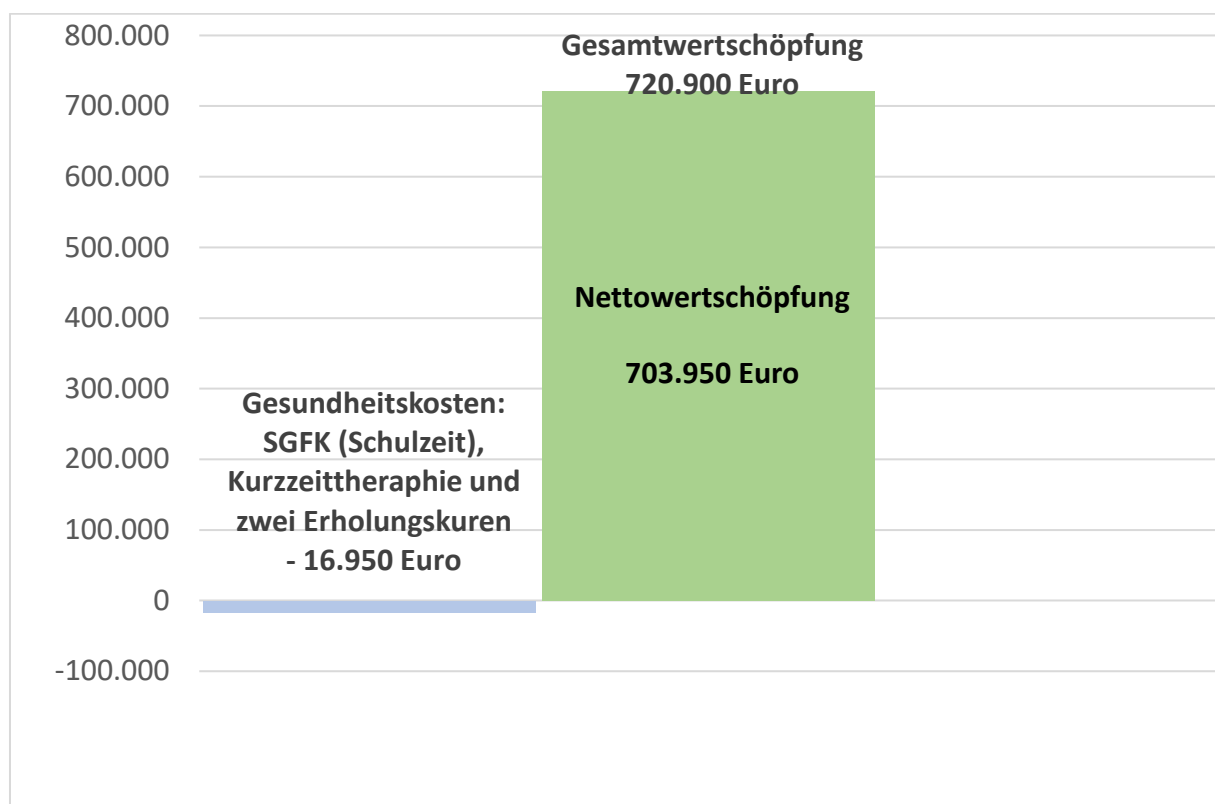 800.000
700.000
600.000
500.000
400.000
300.000
200.000
100.000
0
-100.000
Gesundheitskosten:
SGFK (Schulzeit),
Kurzzeittheraphie und
zwei Erholungskuren
- 16.950 Euro
Gesamtwertschöpfung
720.900 Euro
Nettowertschöpfung
703.950 Euro